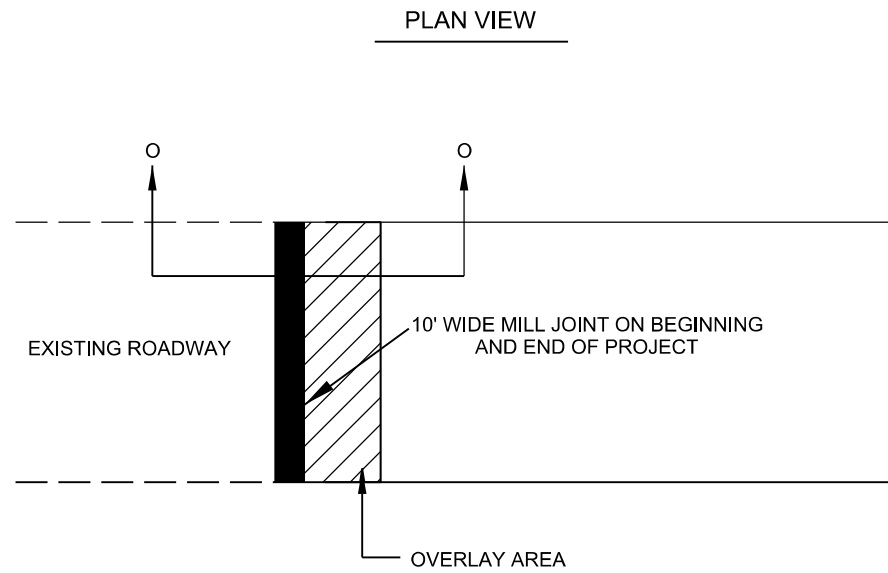 PLAN VIEW
O O
10' WIDE MILL JOINT ON BEGINNING
AND END OF PROJECT
EXISTING ROADWAY
OVERLAY AREA